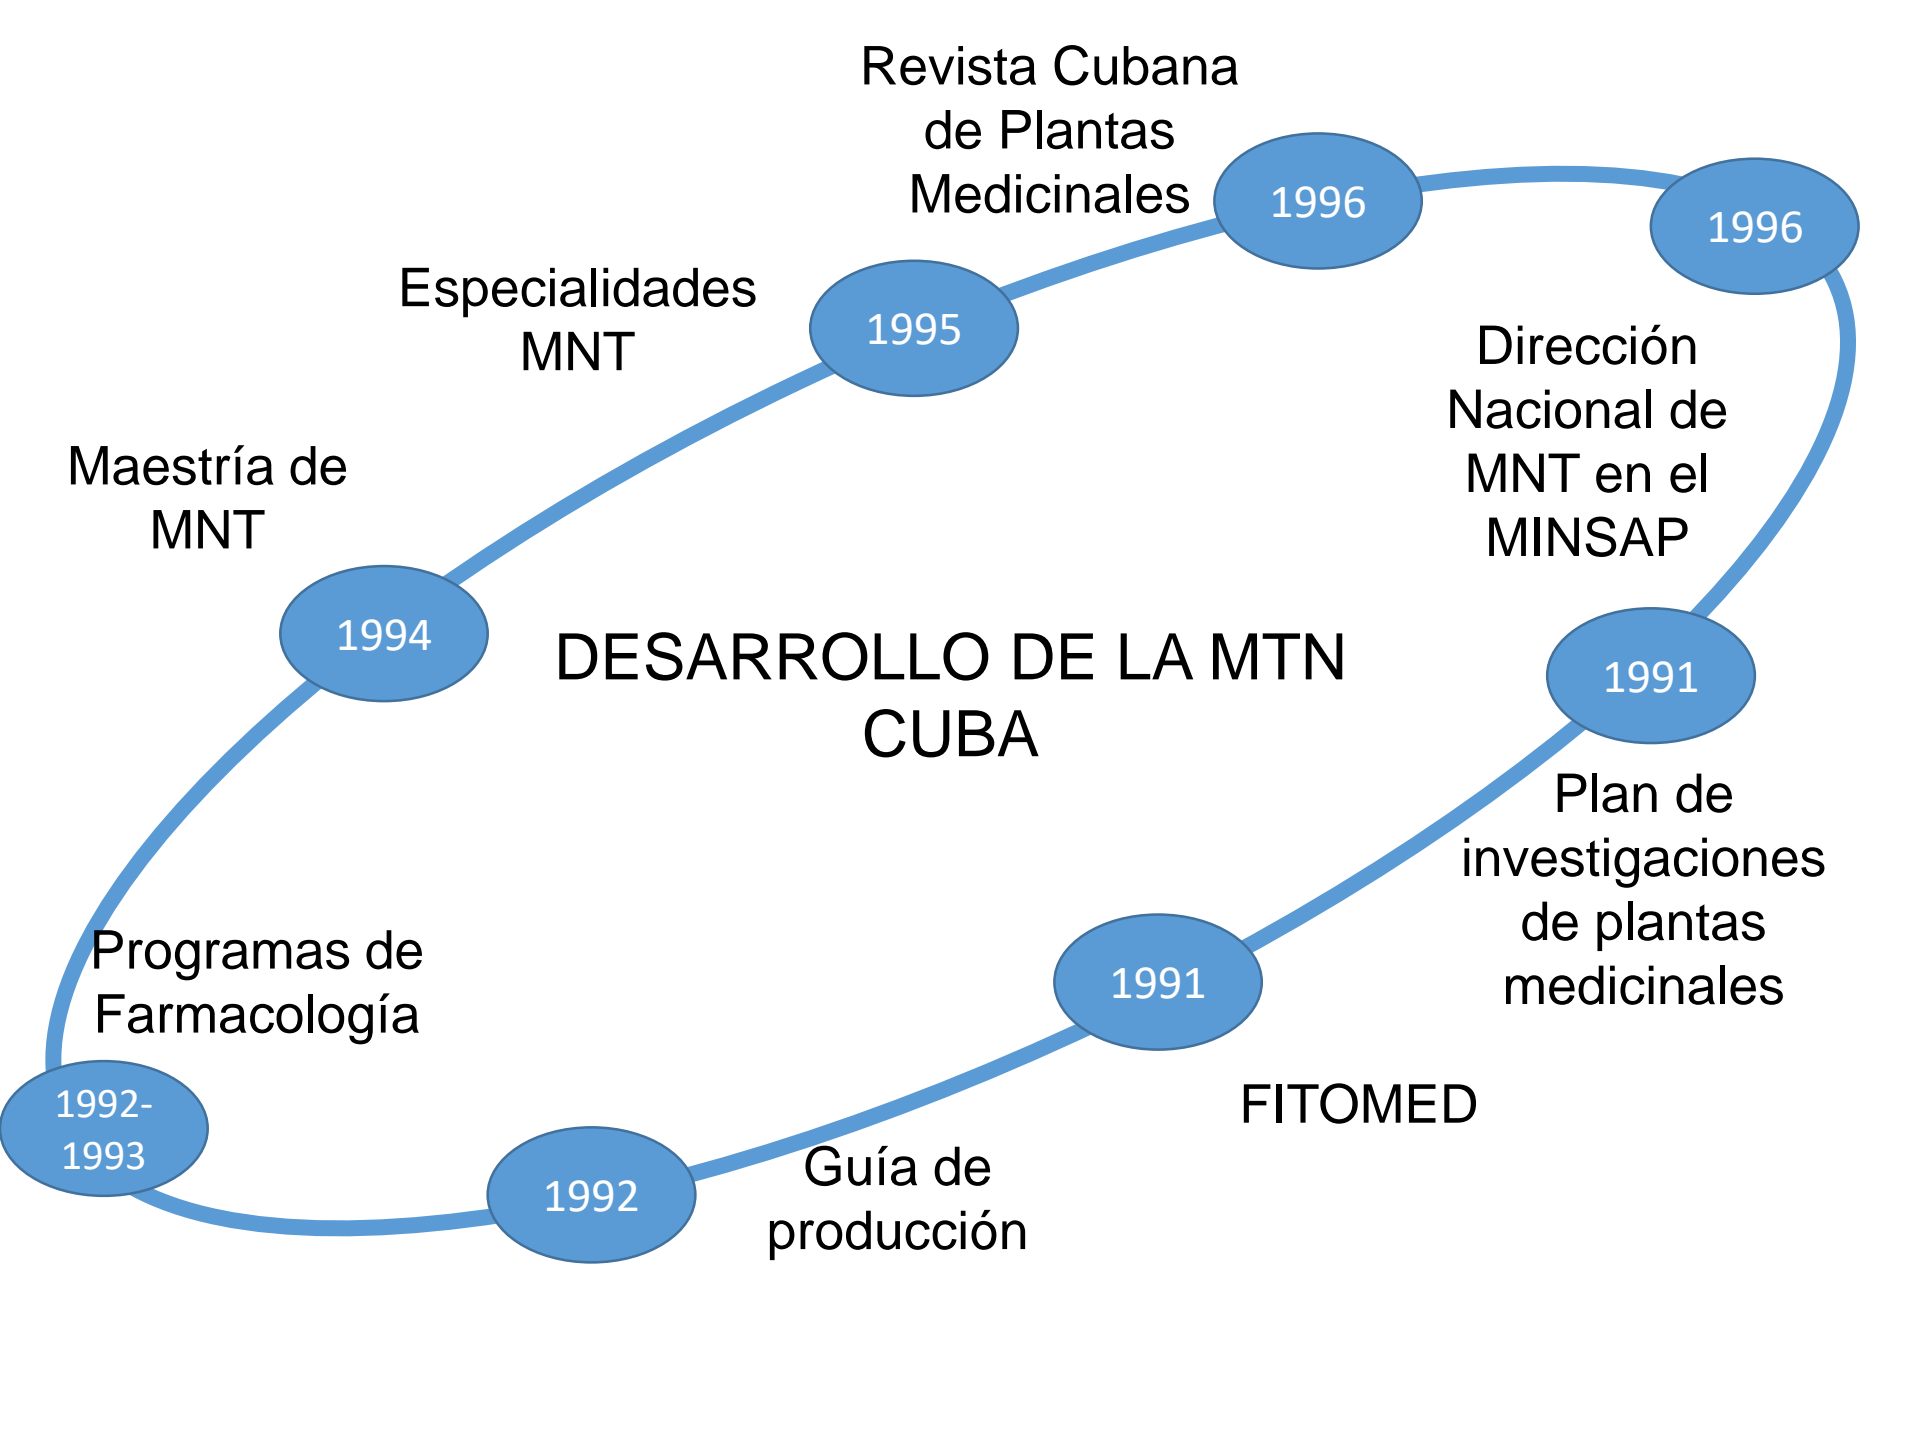 Revista Cubana
de Plantas
Medicinales
1996
1996
Especialidades
MNT
1995
Dirección
Nacional de
MNT en el
MINSAP
Maestría de
MNT
1994
DESARROLLO DE LA MTN
CUBA
1991
Plan de
investigaciones
de plantas
medicinales
Programas de
Farmacología
1991
FITOMED
1992-
1993
1992
Guía de
producción